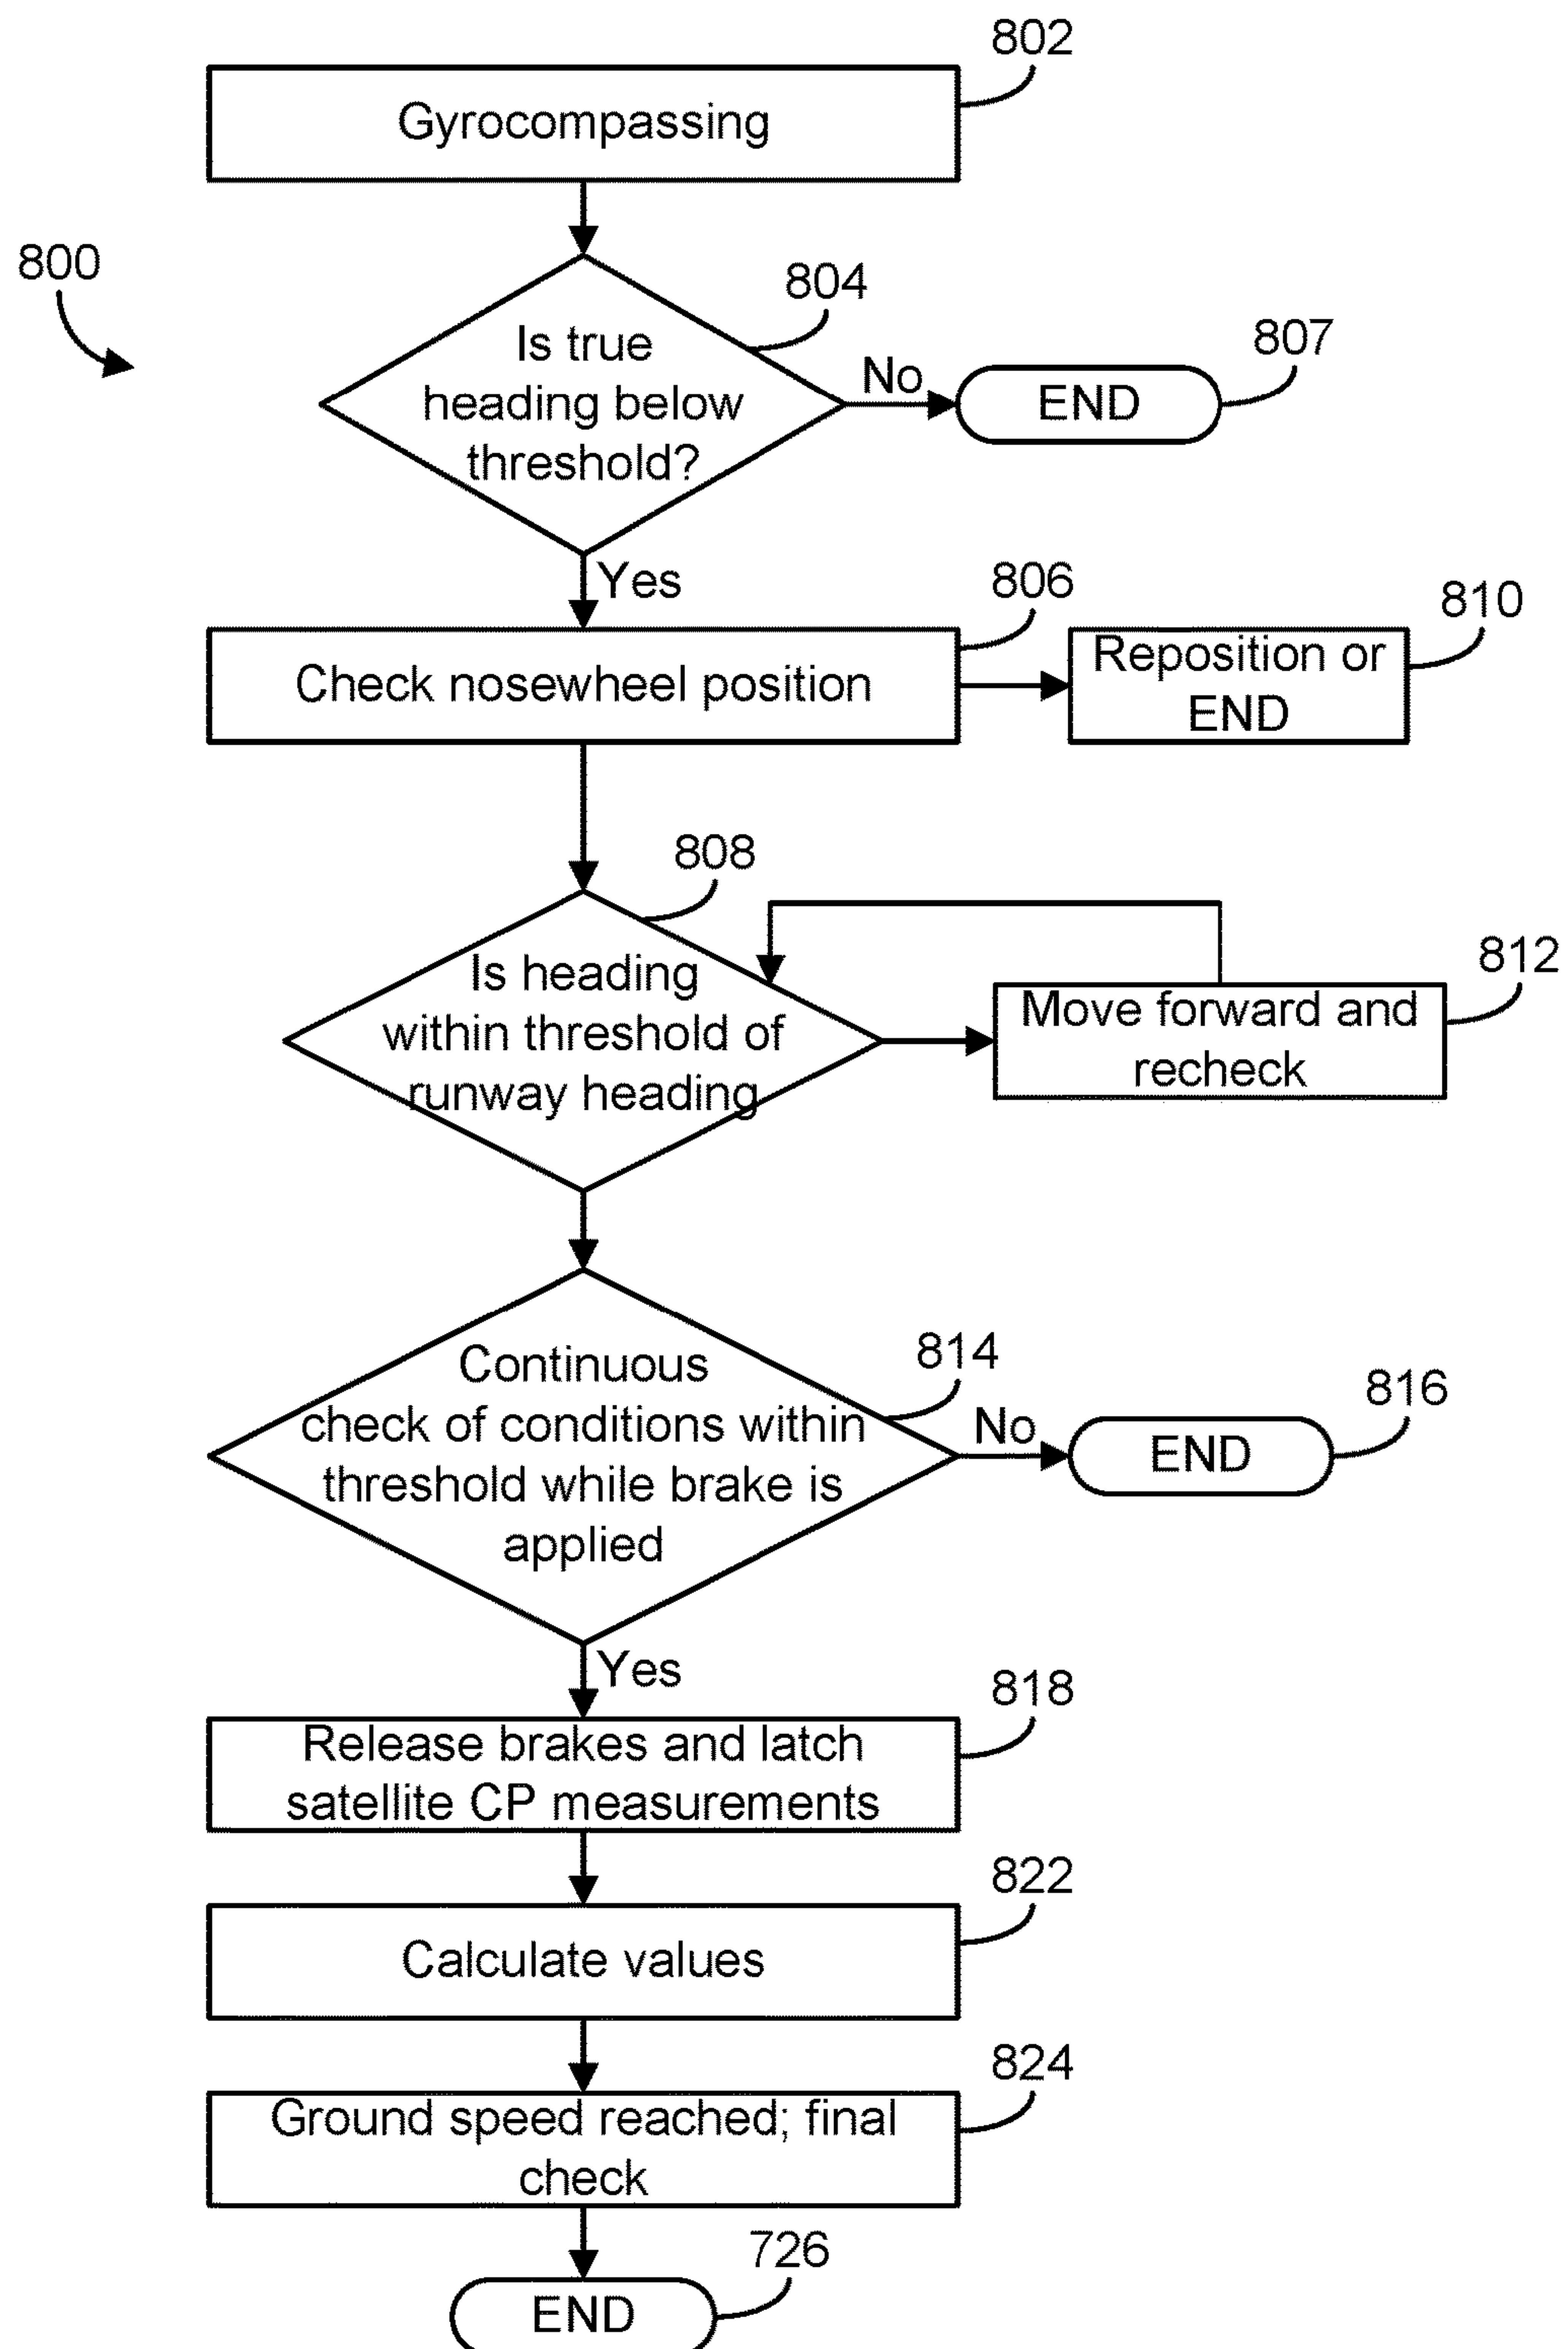 802
Gyrocompassing
800
804
Is true
heading below
threshold?
No
807
END
Yes
806
Check nosewheel position
810
Reposition or
END
808
Is heading
within threshold of
runway heading
812
Move forward and
recheck
814
Continuous
check of conditions within
threshold while brake is
applied
No
816
END
Yes
818
Release brakes and latch
satellite CP measurements
822
Calculate values
824
Ground speed reached; final
check
726
END